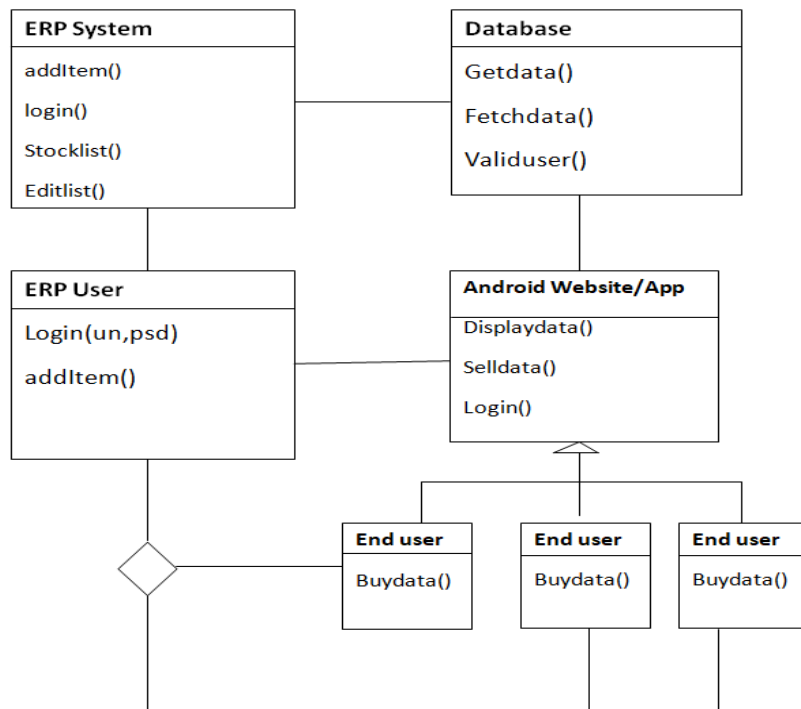 ERP System
addItem()
login()
Stocklist()
Editlist()
Database
Getdata()
Fetchdata()
Validuser()
ERP User
Login(un,psd)
addItem()
Android Website/App
Displaydata()
Selldata()
Login()
End user
Buydata()
End user
Buydata()
End user
Buydata()